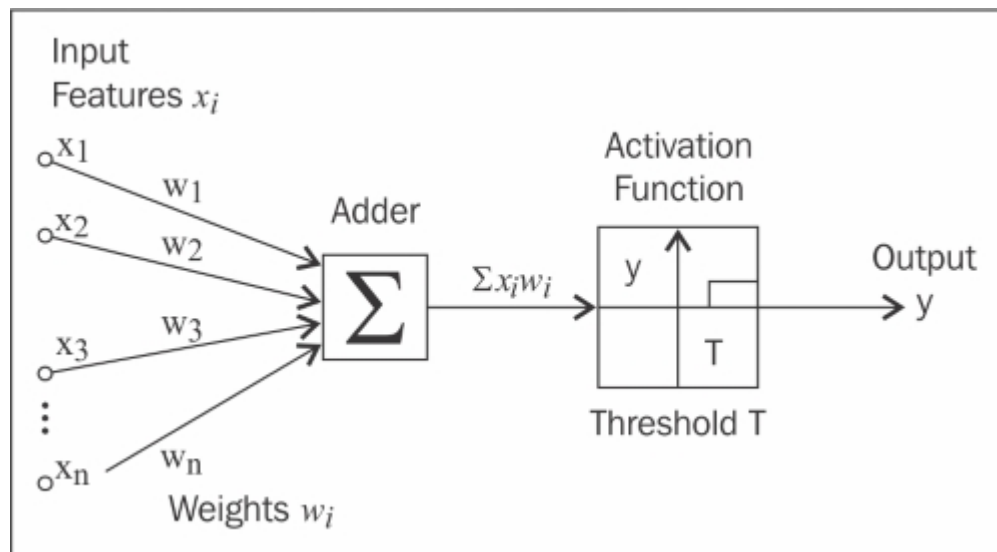 Input
Features xᵢ
x₁
w₁
x₂
w₂
x₃
w₃
⋮
xₙ
wₙ
Weights wᵢ
Adder
Σ
Σxᵢwᵢ
Activation
Function
y
T
Threshold T
Output
y